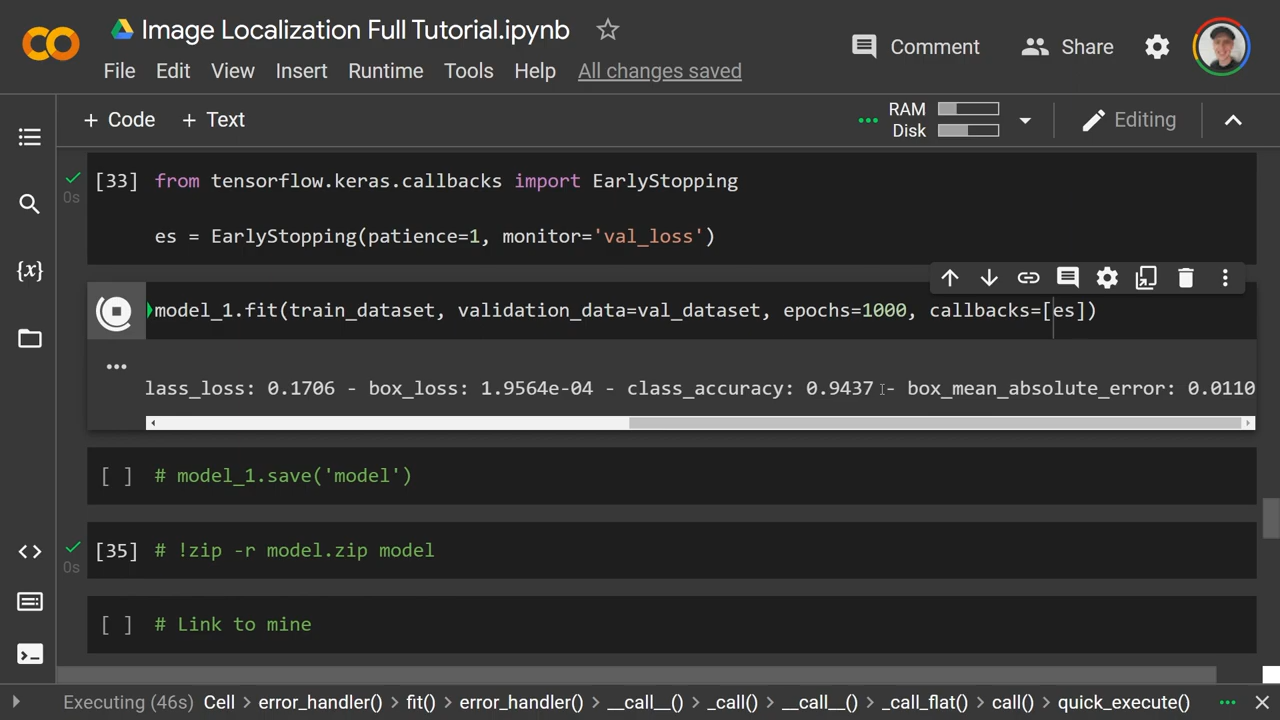 Image Localization Full Tutorial.ipynb
Comment
Share
File Edit View Insert Runtime Tools Help All changes saved
+ Code + Text
RAM
Disk
Editing
[33] from tensorflow.keras.callbacks import EarlyStopping
0s
es = EarlyStopping(patience=1, monitor='val_loss')
model_1.fit(train_dataset, validation_data=val_dataset, epochs=1000, callbacks=[es])
lass_loss: 0.1706 - box_loss: 1.9564e-04 - class_accuracy: 0.9437 - box_mean_absolute_error: 0.0110
[ ] # model_1.save('model')
[35] # !zip -r model.zip model
0s
[ ] # Link to mine
Executing (46s) Cell error_handler() fit() error_handler() __call__() _call() __call__() _call_flat() call() quick_execute()